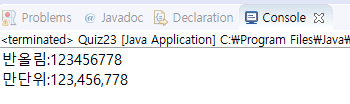 Problems @ Javadoc Declaration Console
<terminated> Quiz23 [Java Application] C:₩Program Files₩Java₩
반올림:123456778
만단위:123,456,778